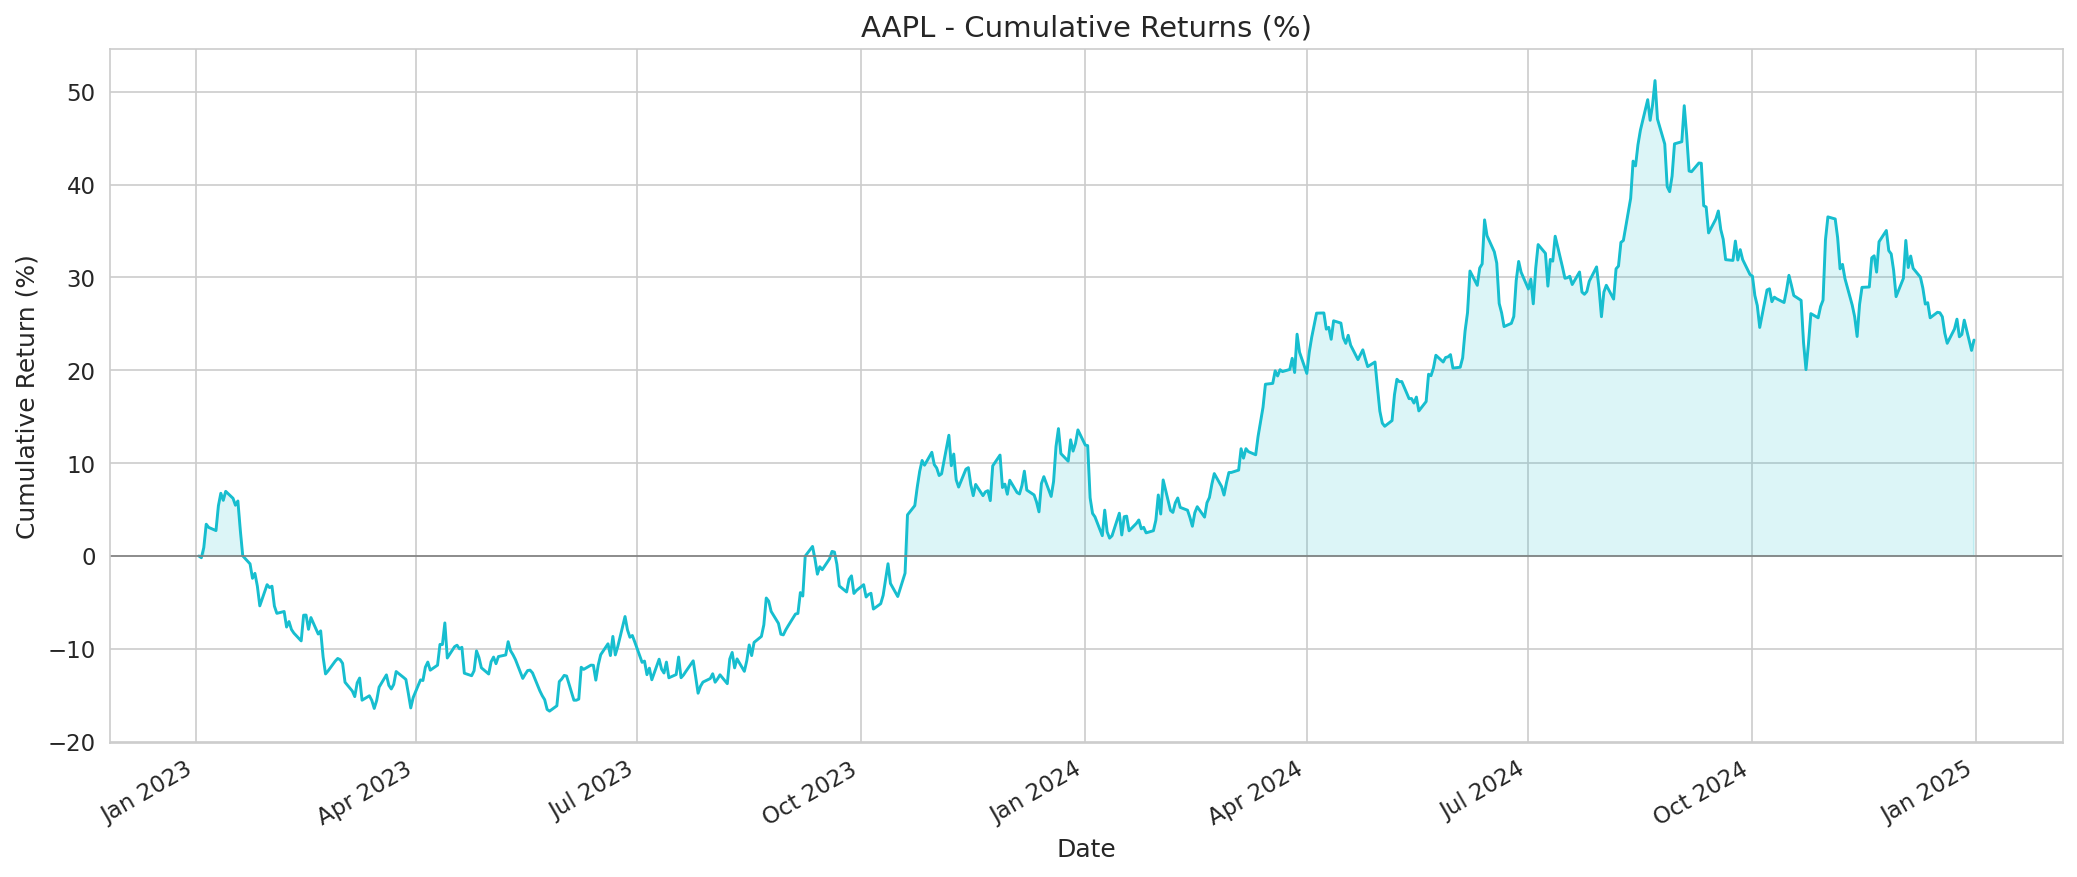 AAPL - Cumulative Returns (%)
Cumulative Return (%)
50
40
30
20
10
0
−10
−20
Jan 2023
Apr 2023
Jul 2023
Oct 2023
Jan 2024
Apr 2024
Jul 2024
Oct 2024
Jan 2025
Date